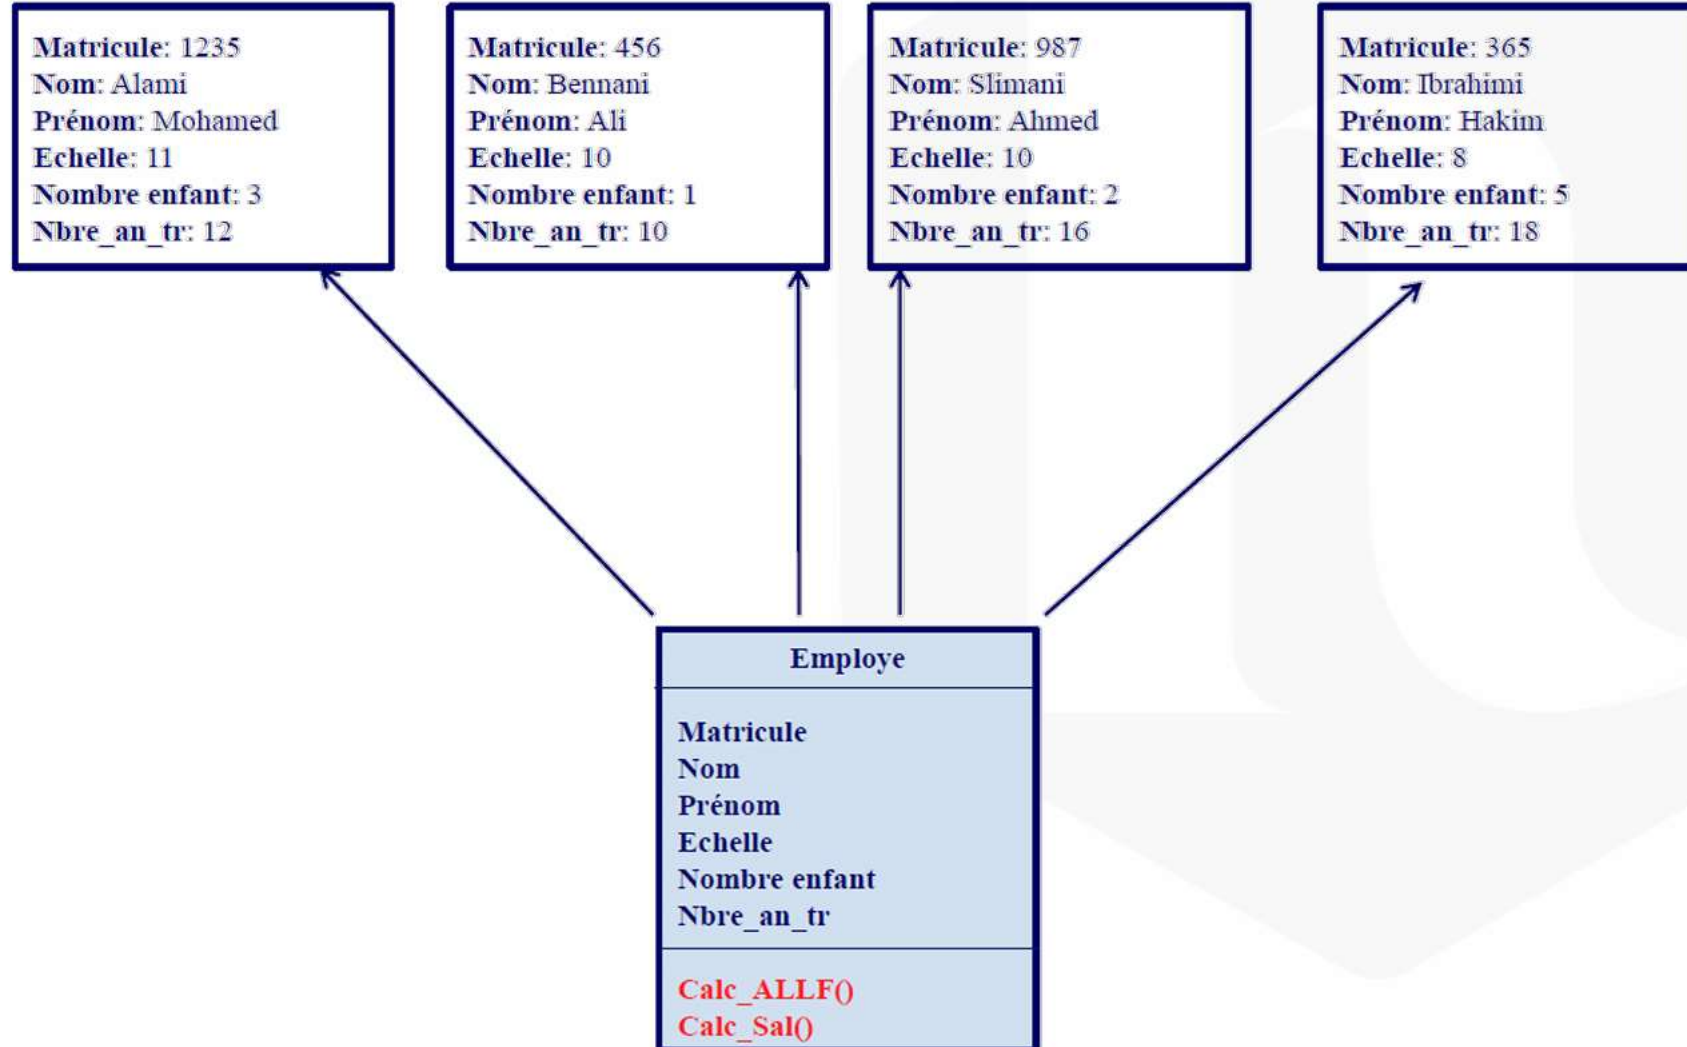 Matricule: 1235
Nom: Alami
Prénom: Mohamed
Echelle: 11
Nombre enfant: 3
Nbre_an_tr: 12
Matricule: 456
Nom: Bennani
Prénom: Ali
Echelle: 10
Nombre enfant: 1
Nbre_an_tr: 10
Matricule: 987
Nom: Slimani
Prénom: Ahmed
Echelle: 10
Nombre enfant: 2
Nbre_an_tr: 16
Matricule: 365
Nom: Ibrahimi
Prénom: Hakim
Echelle: 8
Nombre enfant: 5
Nbre_an_tr: 18
Employe
Matricule
Nom
Prénom
Echelle
Nombre enfant
Nbre_an_tr
Calc_ALLF()
Calc_Sal()